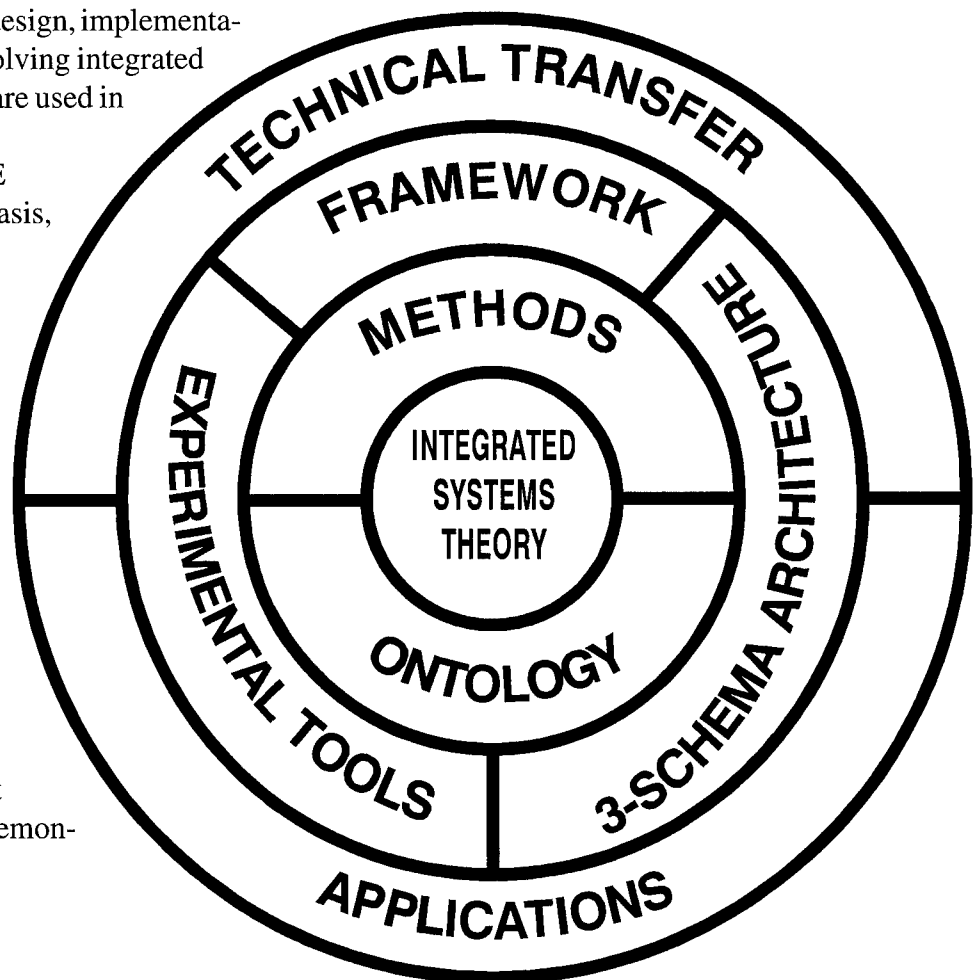 design, implementa-
olving integrated
are used in
E
asis,
TECHNICAL TRANSFER
FRAMEWORK
METHODS
INTEGRATED
SYSTEMS
THEORY
ONTOLOGY
EXPERIMENTAL TOOLS
3-SCHEMA ARCHITECTURE
APPLICATIONS
emon-